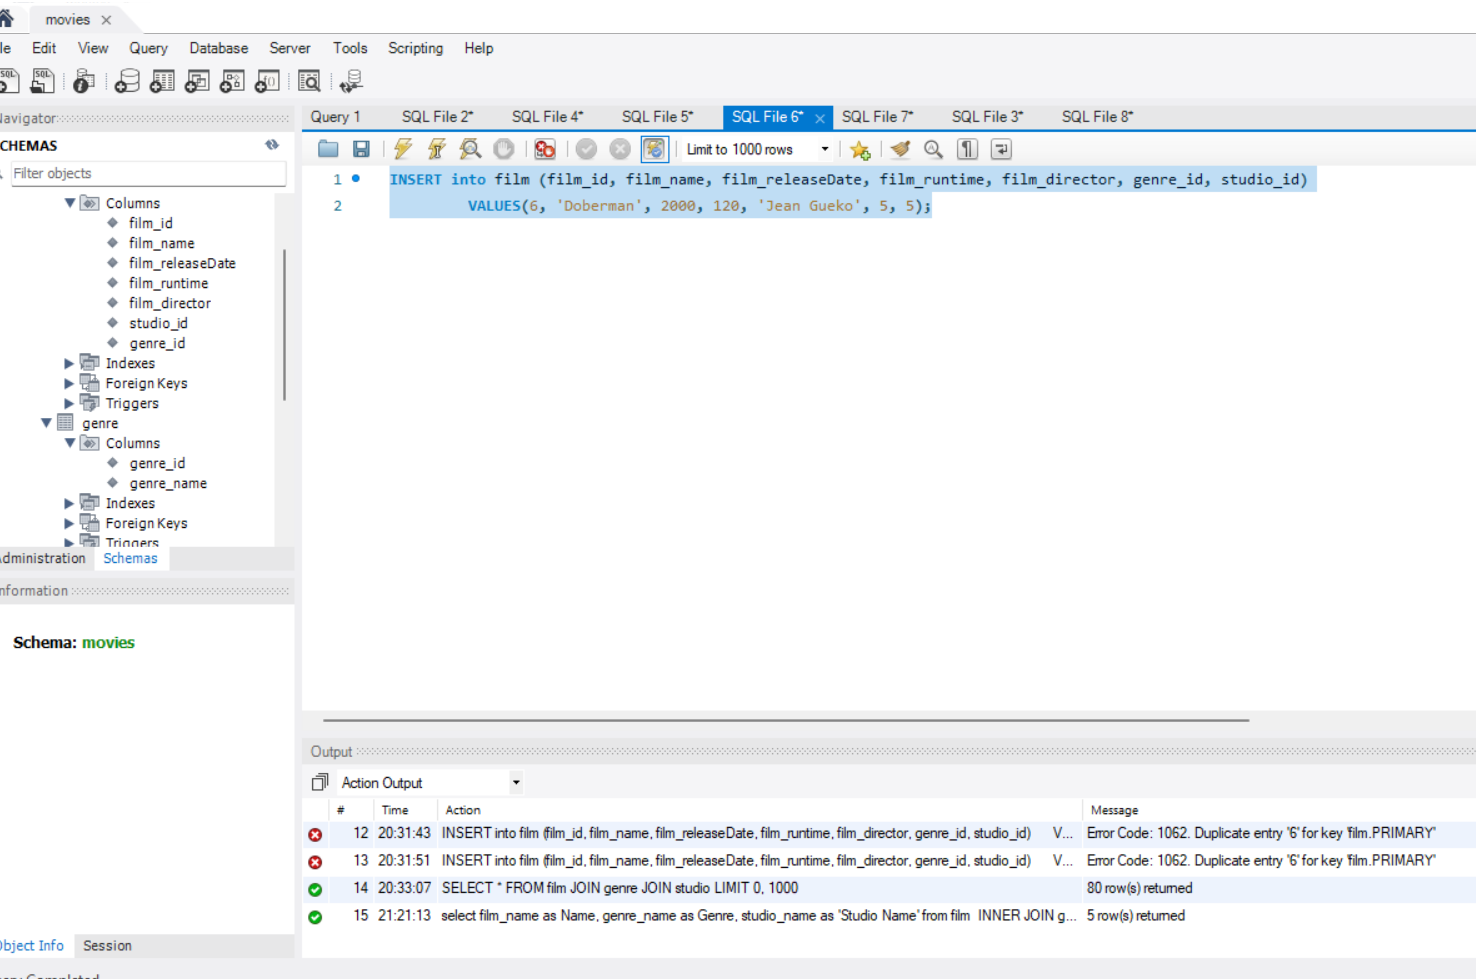 movies
le Edit View Query Database Server Tools Scripting Help
Navigator
Query 1 SQL File 2* SQL File 4* SQL File 5* SQL File 6* SQL File 7* SQL File 3* SQL File 8*
CHEMAS
Limit to 1000 rows
Filter objects
1 INSERT into film (film_id, film_name, film_releaseDate, film_runtime, film_director, genre_id, studio_id)
2 VALUES(6, 'Doberman', 2000, 120, 'Jean Gueko', 5, 5);
Columns
film_id
film_name
film_releaseDate
film_runtime
film_director
studio_id
genre_id
Indexes
Foreign Keys
Triggers
genre
Columns
genre_id
genre_name
Indexes
Foreign Keys
Triggers
Administration Schemas
nformation
Schema: movies
Output
Action Output
# Time Action Message
12 20:31:43 INSERT into film (film_id, film_name, film_releaseDate, film_runtime, film_director, genre_id, studio_id) V... Error Code: 1062. Duplicate entry '6' for key 'film.PRIMARY'
13 20:31:51 INSERT into film (film_id, film_name, film_releaseDate, film_runtime, film_director, genre_id, studio_id) V... Error Code: 1062. Duplicate entry '6' for key 'film.PRIMARY'
14 20:33:07 SELECT * FROM film JOIN genre JOIN studio LIMIT 0, 1000 80 row(s) returned
15 21:21:13 select film_name as Name, genre_name as Genre, studio_name as 'Studio Name' from film INNER JOIN g... 5 row(s) returned
Object Info Session
Completed